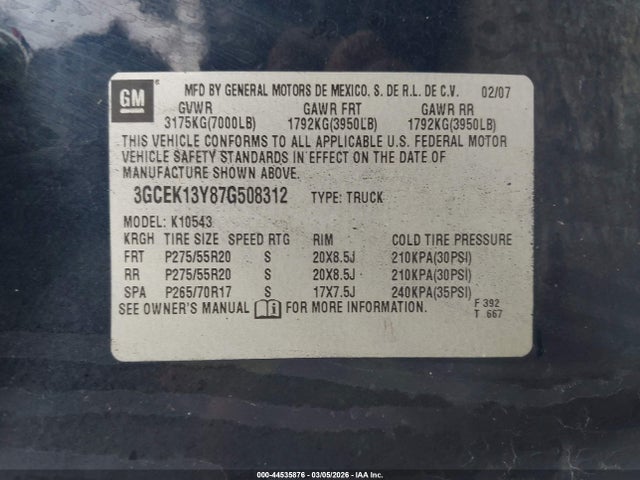 GM ®
MFD BY GENERAL MOTORS DE MEXICO. S. DE R.L. DE C.V. 02/07
GVWR GAWR FRT GAWR RR
3175KG(7000LB) 1792KG(3950LB) 1792KG(3950LB)
THIS VEHICLE CONFORMS TO ALL APPLICABLE U.S. FEDERAL MOTOR
VEHICLE SAFETY STANDARDS IN EFFECT ON THE DATE OF
MANUFACTURE SHOWN ABOVE.
3GCEK13Y87G508312 TYPE: TRUCK
MODEL: K10543
KRGH TIRE SIZE SPEED RTG RIM COLD TIRE PRESSURE
FRT P275/55R20 S 20X8.5J 210KPA(30PSI)
RR P275/55R20 S 20X8.5J 210KPA(30PSI)
SPA P265/70R17 S 17X7.5J 240KPA(35PSI)
SEE OWNER'S MANUAL FOR MORE INFORMATION.
F 392
T 667
000-44535876 - 03/05/2026 - IAA Inc.